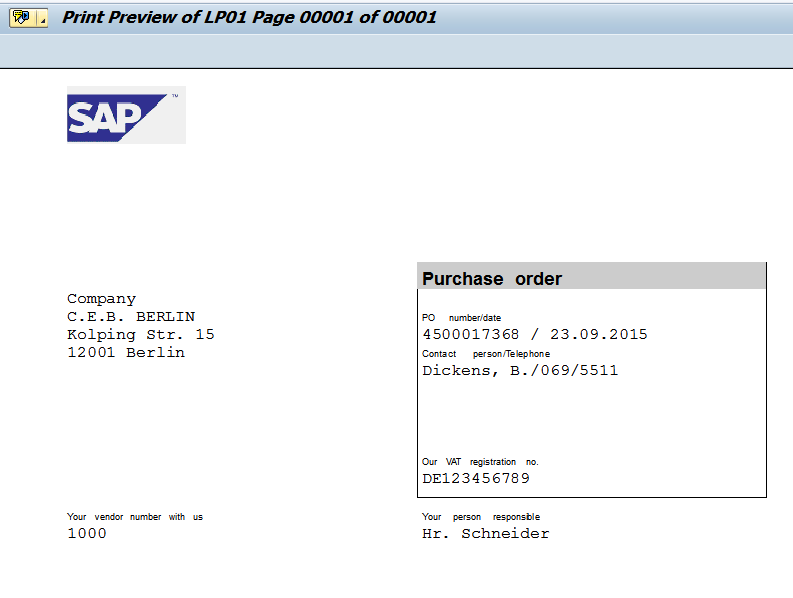 Print Preview of LP01 Page 00001 of 00001
SAP ™
Company
C.E.B. BERLIN
Kolping Str. 15
12001 Berlin
Purchase order
PO number/date
4500017368 / 23.09.2015
Contact person/Telephone
Dickens, B./069/5511
Our VAT registration no.
DE123456789
Your vendor number with us
1000
Your person responsible
Hr. Schneider